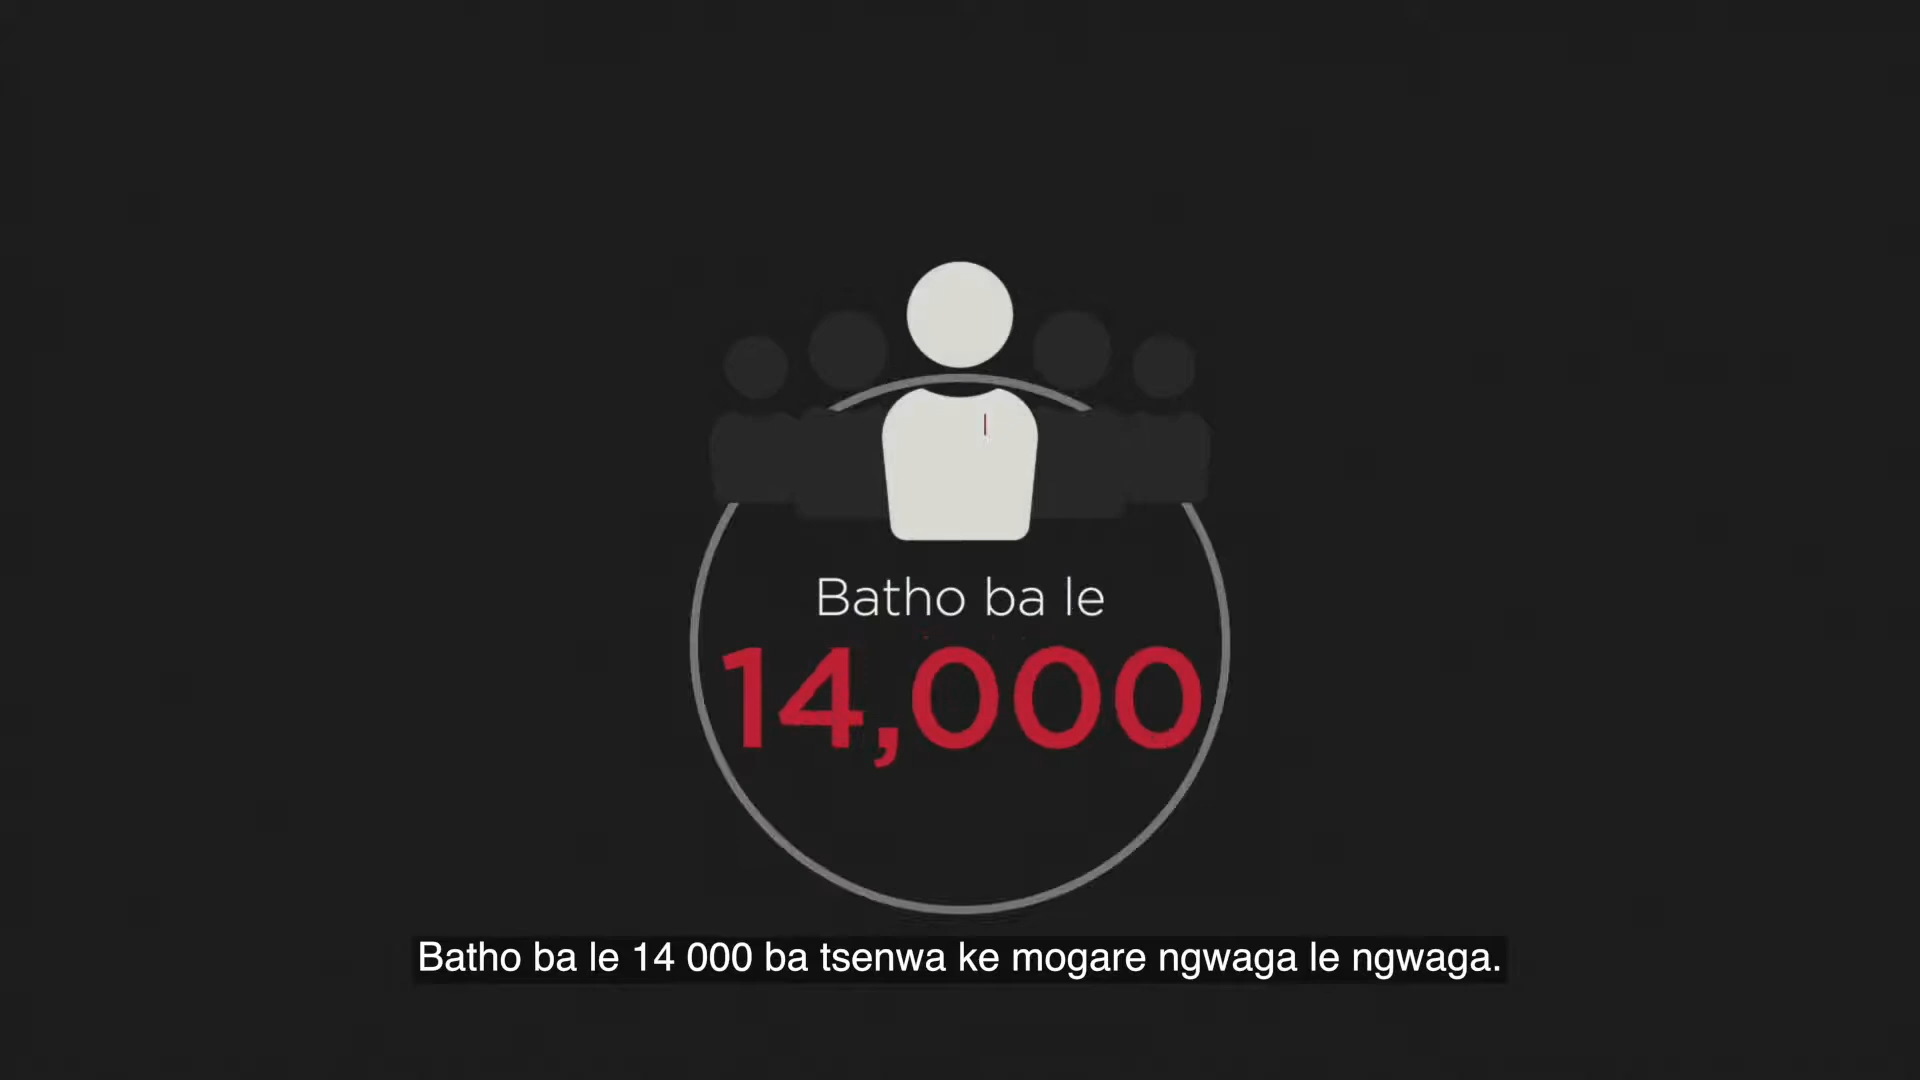 Batho ba le
14,000
Batho ba le 14 000 ba tsenwa ke mogare ngwaga le ngwaga.